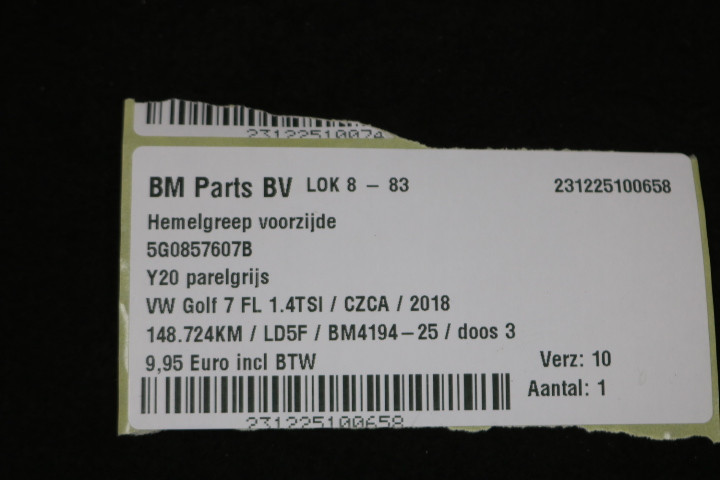 23122510074
BM Parts BV LOK 8 - 83 231225100658
Hemelgreep voorzijde
5G0857607B
Y20 parelgrijs
VW Golf 7 FL 1.4TSI / CZCA / 2018
148.724KM / LD5F / BM4194-25 / doos 3
9,95 Euro incl BTW Verz: 10
Aantal: 1
231225100658